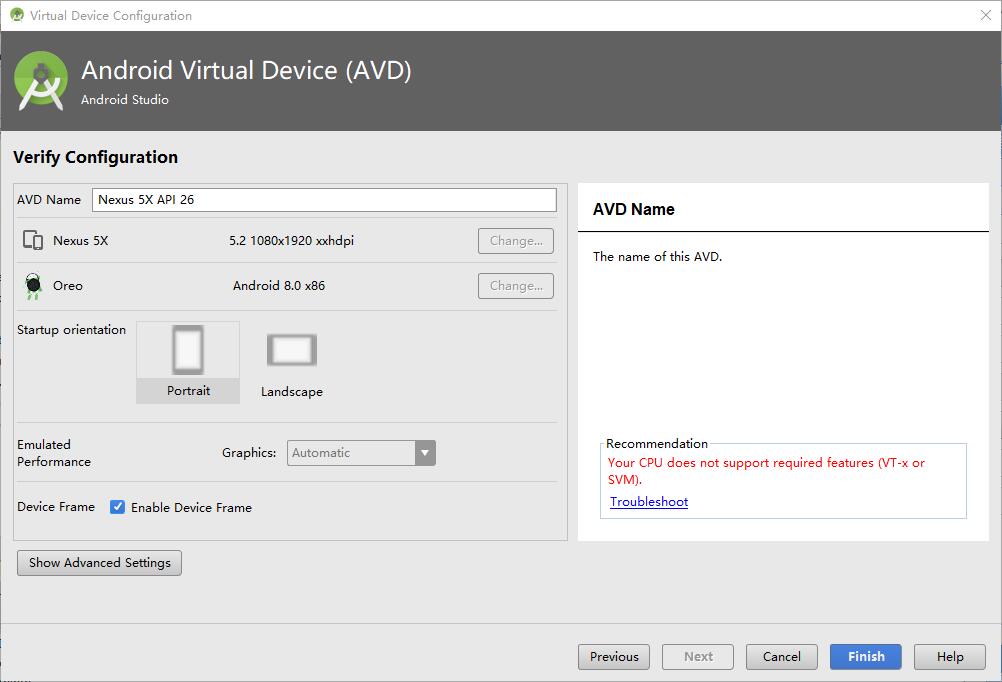 Virtual Device Configuration
Android Virtual Device (AVD)
Android Studio
Verify Configuration
AVD Name Nexus 5X API 26
Nexus 5X 5.2 1080x1920 xxhdpi Change...
Oreo Android 8.0 x86 Change...
Startup orientation
Portrait
Landscape
Emulated
Performance
Graphics: Automatic
Device Frame Enable Device Frame
Show Advanced Settings
AVD Name
The name of this AVD.
Recommendation
Your CPU does not support required features (VT-x or
SVM).
Troubleshoot
Previous Next Cancel Finish Help